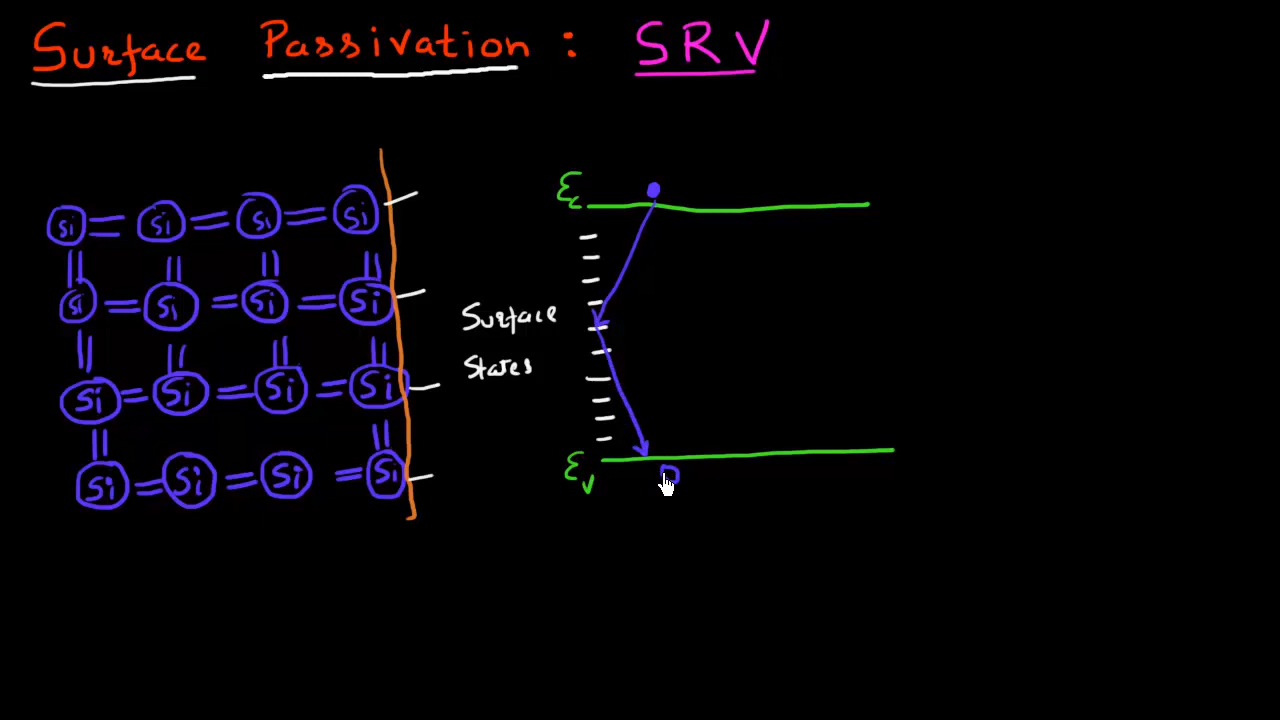 Surface Passivation : SRV
Si Si Si Si
Si Si Si Si
Si Si Si Si
Si Si Si Si
Surface
States
Ec
Ev